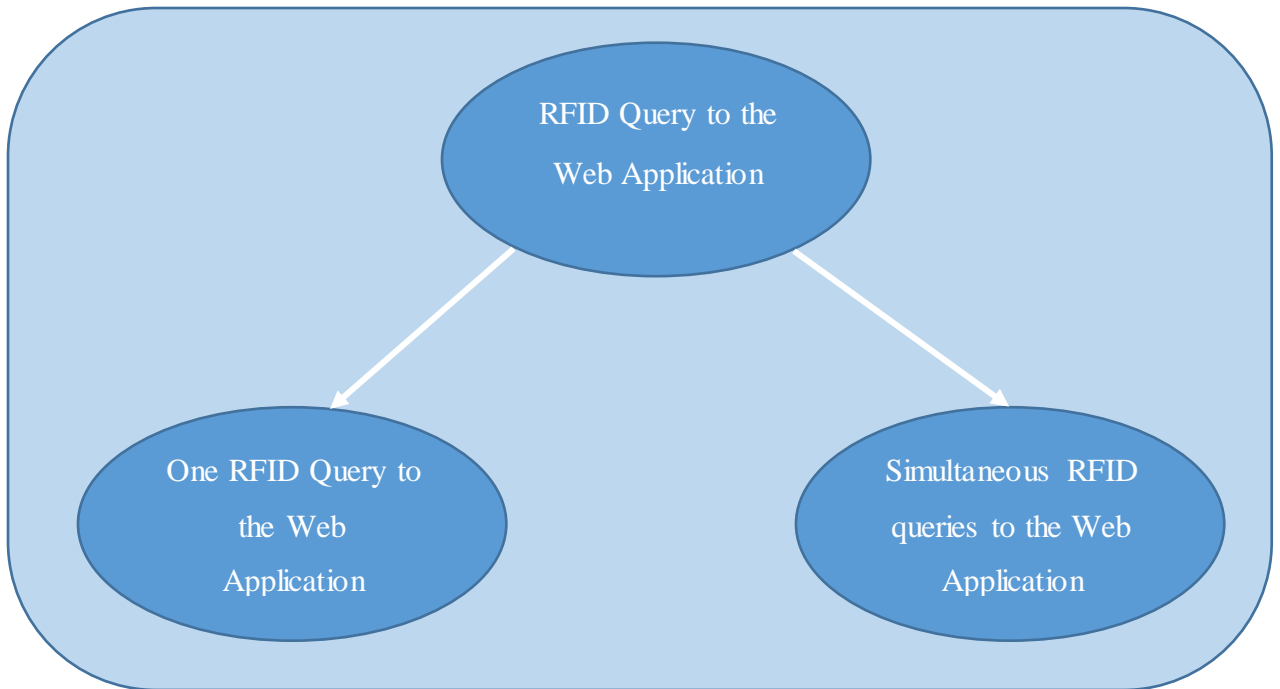 RFID Query to the
Web Application
One RFID Query to
the Web
Application
Simultaneous RFID
queries to the Web
Application